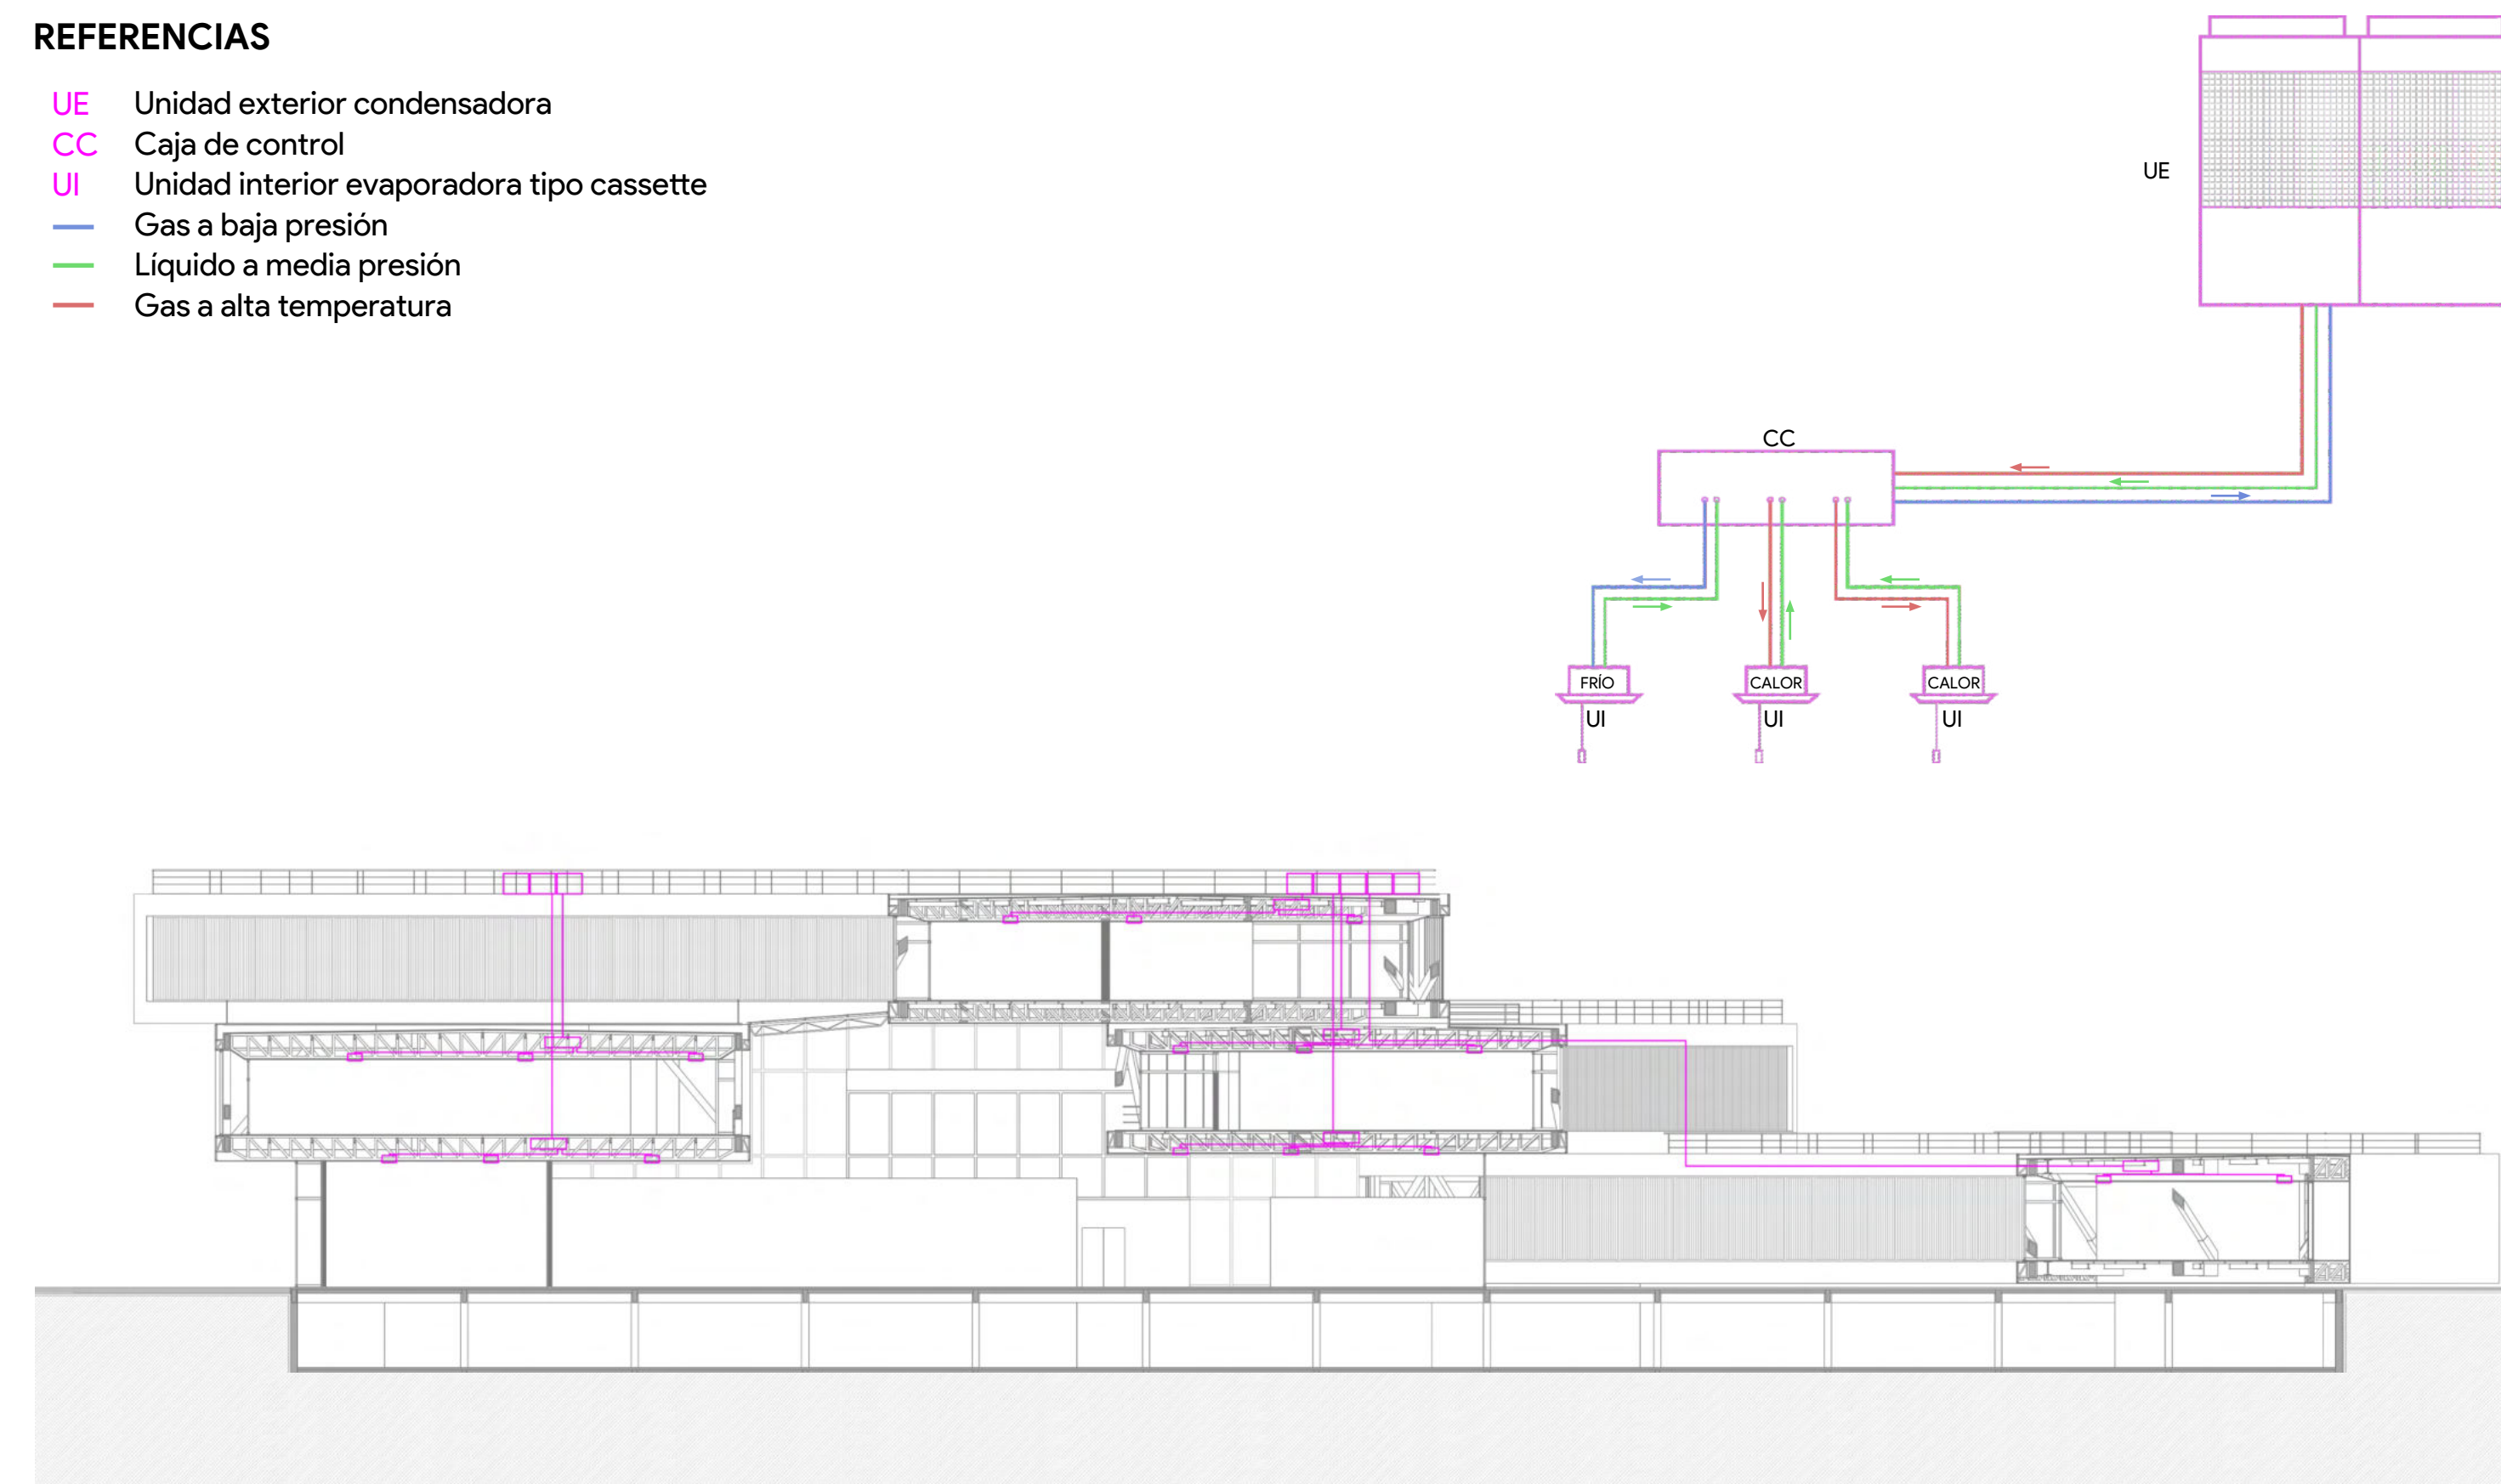 REFERENCIAS
UE Unidad exterior condensadora
CC Caja de control
UI Unidad interior evaporadora tipo cassette
Gas a baja presión
Líquido a media presión
Gas a alta temperatura
UE
CC
FRÍO CALOR CALOR
UI UI UI